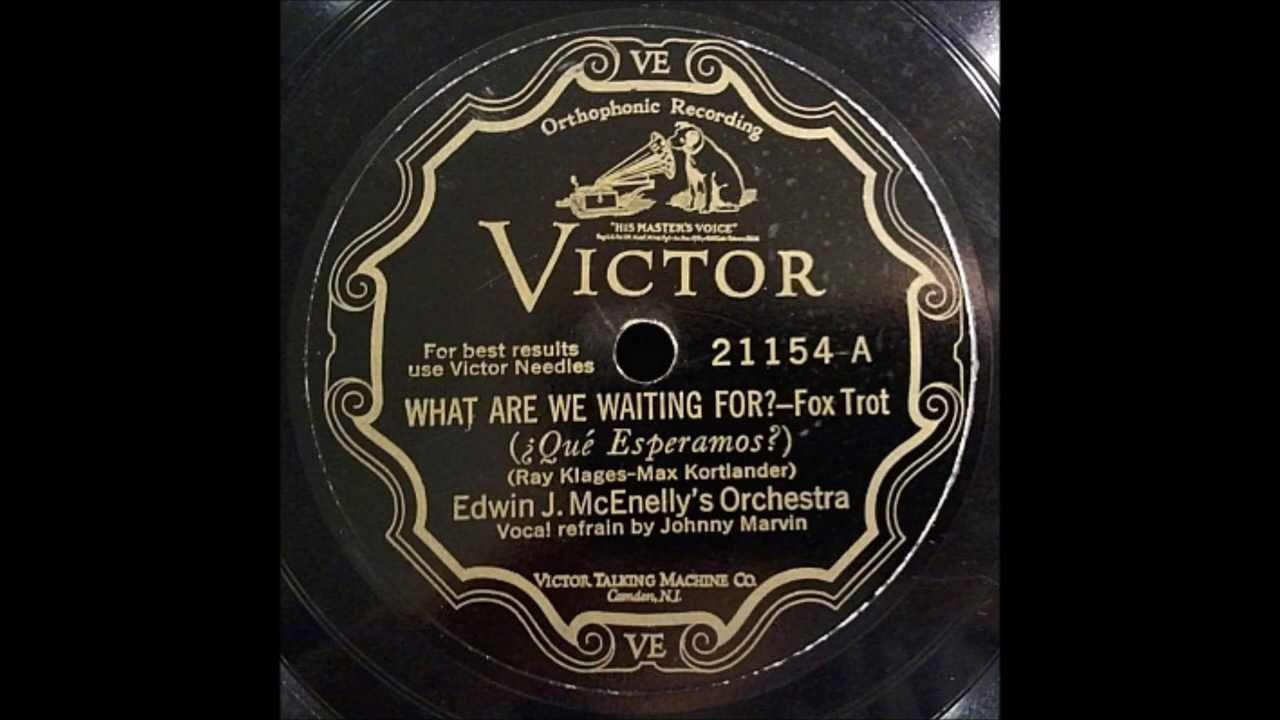 VE
Orthophonic Recording
"HIS MASTER'S VOICE"
VICTOR
For best results
use Victor Needles
21154-A
WHAT ARE WE WAITING FOR?—Fox Trot
(¿Qué Esperamos?)
(Ray Klages-Max Kortlander)
Edwin J. McEnelly's Orchestra
Vocal refrain by Johnny Marvin
VICTOR TALKING MACHINE CO.
Camden, N.J.
VE